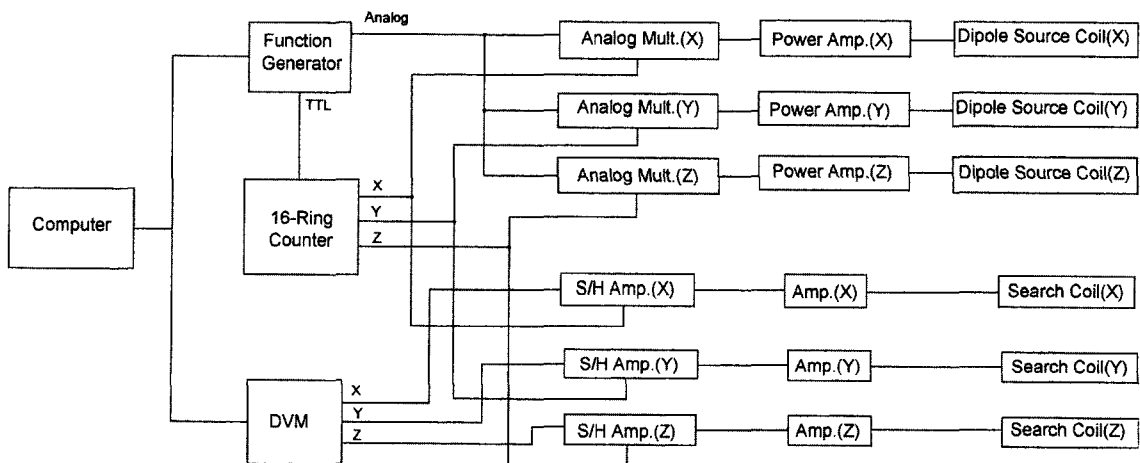 Analog
Function
Generator
TTL
Analog Mult.(X)
Power Amp.(X)
Dipole Source Coil(X)
Analog Mult.(Y)
Power Amp.(Y)
Dipole Source Coil(Y)
Analog Mult.(Z)
Power Amp.(Z)
Dipole Source Coil(Z)
Computer
16-Ring
Counter
X
Y
Z
S/H Amp.(X)
Amp.(X)
Search Coil(X)
S/H Amp.(Y)
Amp.(Y)
Search Coil(Y)
DVM
X
Y
Z
S/H Amp.(Z)
Amp.(Z)
Search Coil(Z)